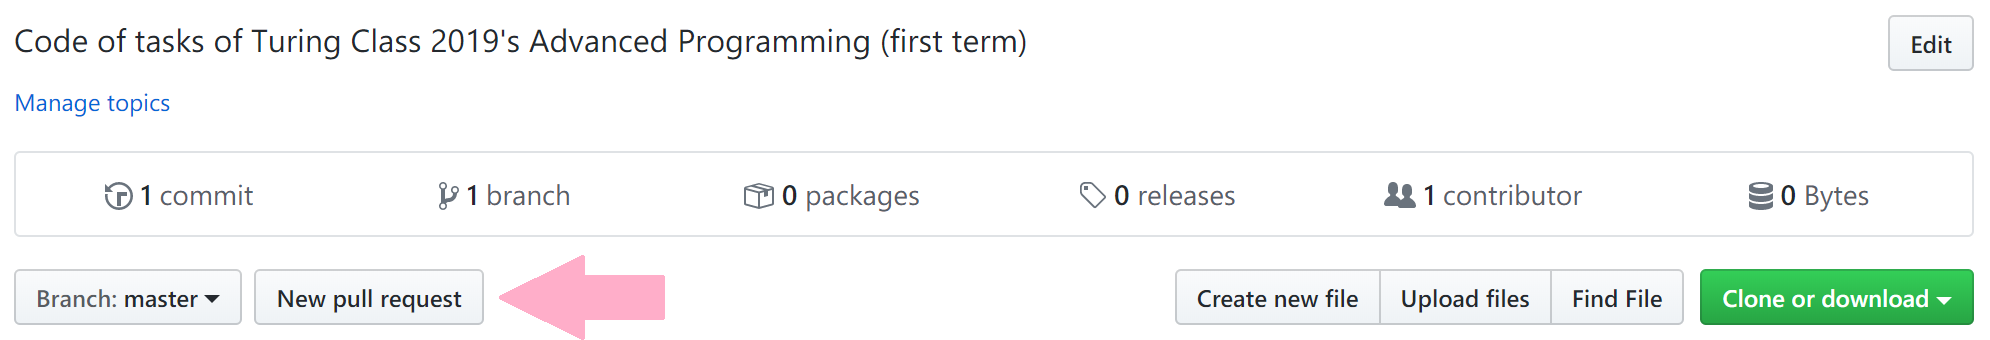 Code of tasks of Turing Class 2019's Advanced Programming (first term)
Edit
Manage topics
1 commit
1 branch
0 packages
0 releases
1 contributor
0 Bytes
Branch: master
New pull request
Create new file
Upload files
Find File
Clone or download